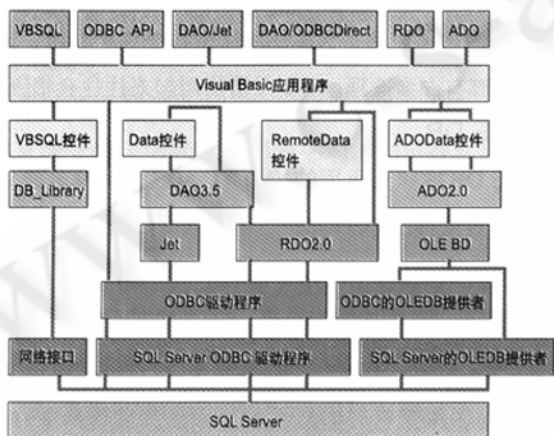 VBSQL
ODBC API
DAO/Jet
DAO/ODBCDirect
RDO
ADO
Visual Basic应用程序
VBSQL控件
Data控件
RemoteData
控件
ADOData控件
DB_Library
DAO3.5
ADO2.0
Jet
RDO2.0
OLE BD
ODBC驱动程序
ODBC的OLEDB提供者
网络接口
SQL Server ODBC 驱动程序
SQL Server的OLEDB提供者
SQL Server